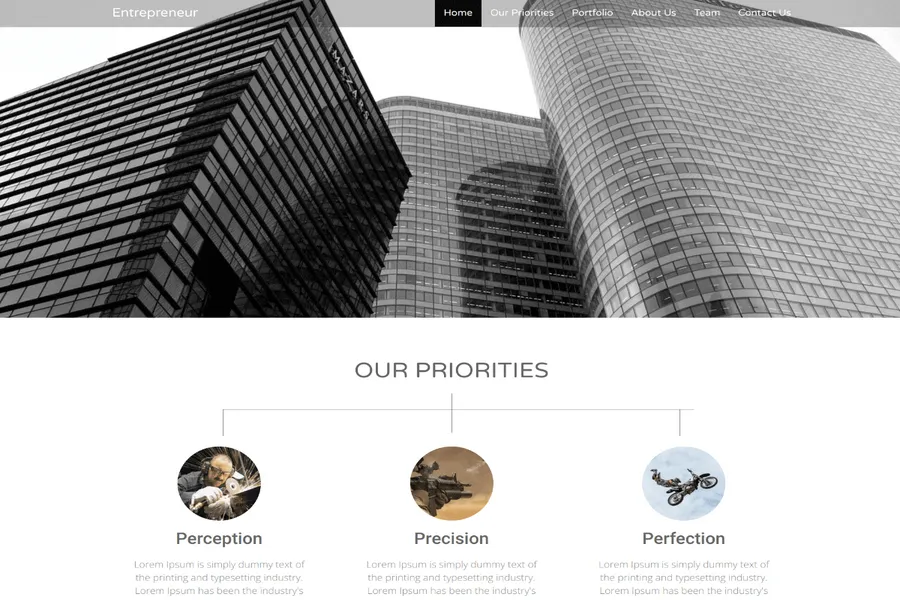 Entrepreneur
Home Our Priorities Portfolio About Us Team Contact Us
MAZARS
OUR PRIORITIES
Perception
Lorem Ipsum is simply dummy text of
the printing and typesetting industry.
Lorem Ipsum has been the industry's
Precision
Lorem Ipsum is simply dummy text of
the printing and typesetting industry.
Lorem Ipsum has been the industry's
Perfection
Lorem Ipsum is simply dummy text of
the printing and typesetting industry.
Lorem Ipsum has been the industry's